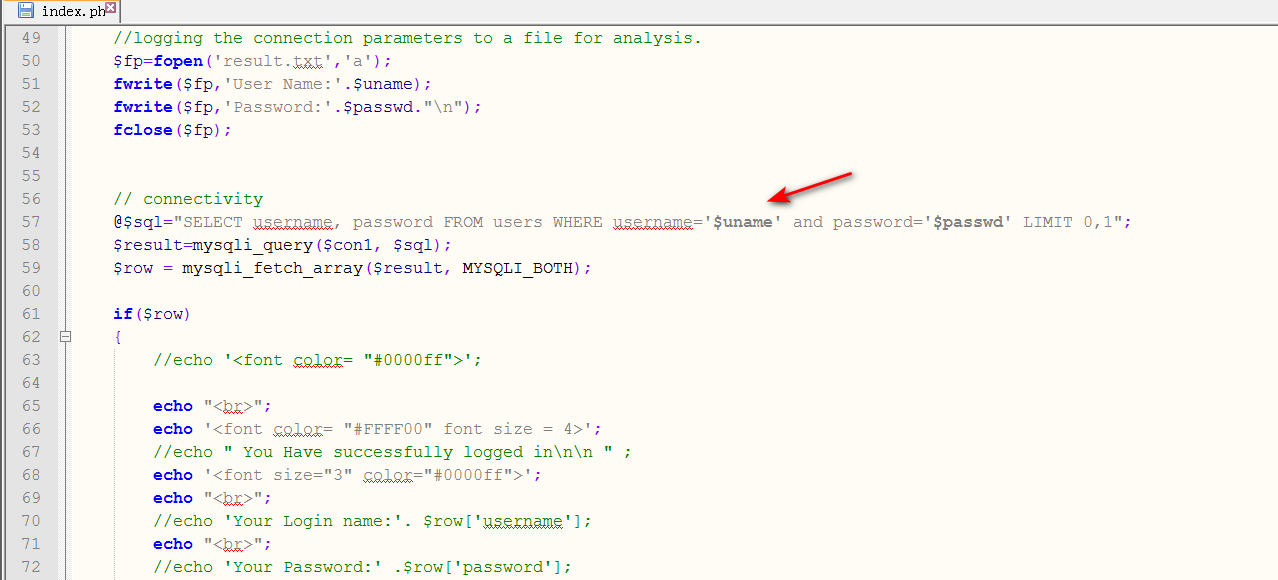 index.ph
49 //logging the connection parameters to a file for analysis.
50 $fp=fopen('result.txt','a');
51 fwrite($fp,'User Name:'.$uname);
52 fwrite($fp,'Password:'.$passwd."\n");
53 fclose($fp);
54
55
56 // connectivity
57 @$sql="SELECT username, password FROM users WHERE username='$uname' and password='$passwd' LIMIT 0,1";
58 $result=mysqli_query($con1, $sql);
59 $row = mysqli_fetch_array($result, MYSQLI_BOTH);
60
61 if($row)
62 {
63 //echo '<font color= "#0000ff">';
64
65 echo "<br>";
66 echo '<font color= "#FFFF00" font size = 4>';
67 //echo " You Have successfully logged in\n\n " ;
68 echo '<font size="3" color="#0000ff">';
69 echo "<br>";
70 //echo 'Your Login name:'. $row['username'];
71 echo "<br>";
72 //echo 'Your Password:' .$row['password'];